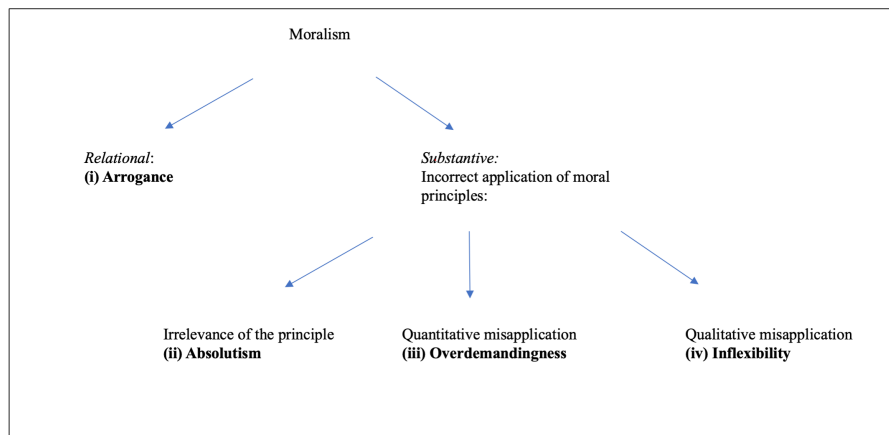 Moralism
Relational:
(i) Arrogance
Substantive:
Incorrect application of moral
principles:
Irrelevance of the principle
(ii) Absolutism
Quantitative misapplication
(iii) Overdemandingness
Qualitative misapplication
(iv) Inflexibility